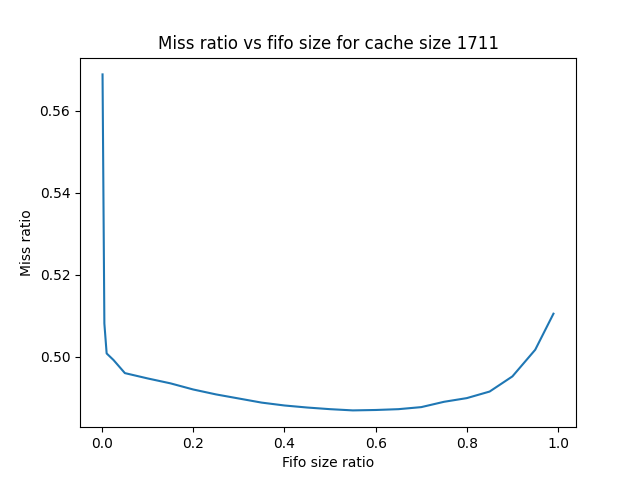 Miss ratio vs fifo size for cache size 1711
0.56
0.54
0.52
0.50
Miss ratio
0.0 0.2 0.4 0.6 0.8 1.0
Fifo size ratio